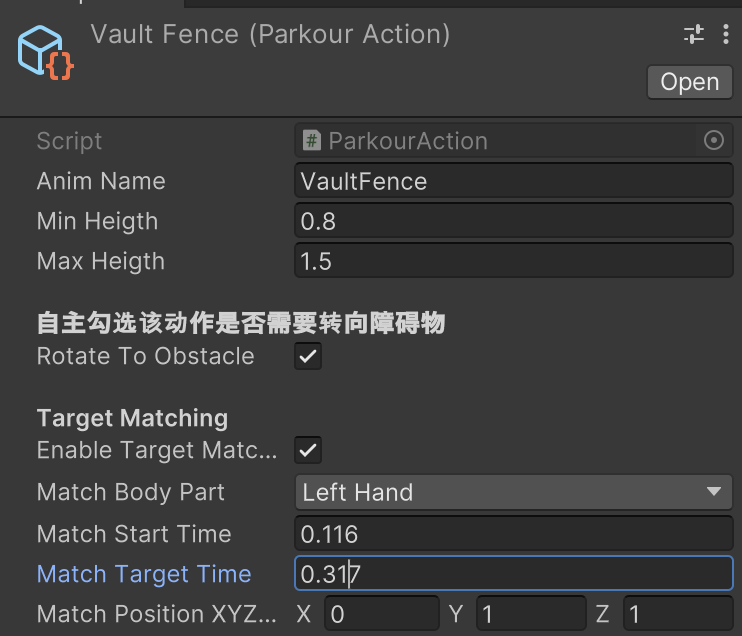 Vault Fence (Parkour Action)
Open
Script # ParkourAction
Anim Name VaultFence
Min Heigth 0.8
Max Heigth 1.5
自主勾选该动作是否需要转向障碍物
Rotate To Obstacle
Target Matching
Enable Target Matc...
Match Body Part Left Hand
Match Start Time 0.116
Match Target Time 0.317
Match Position XYZ... X 0 Y 1 Z 1